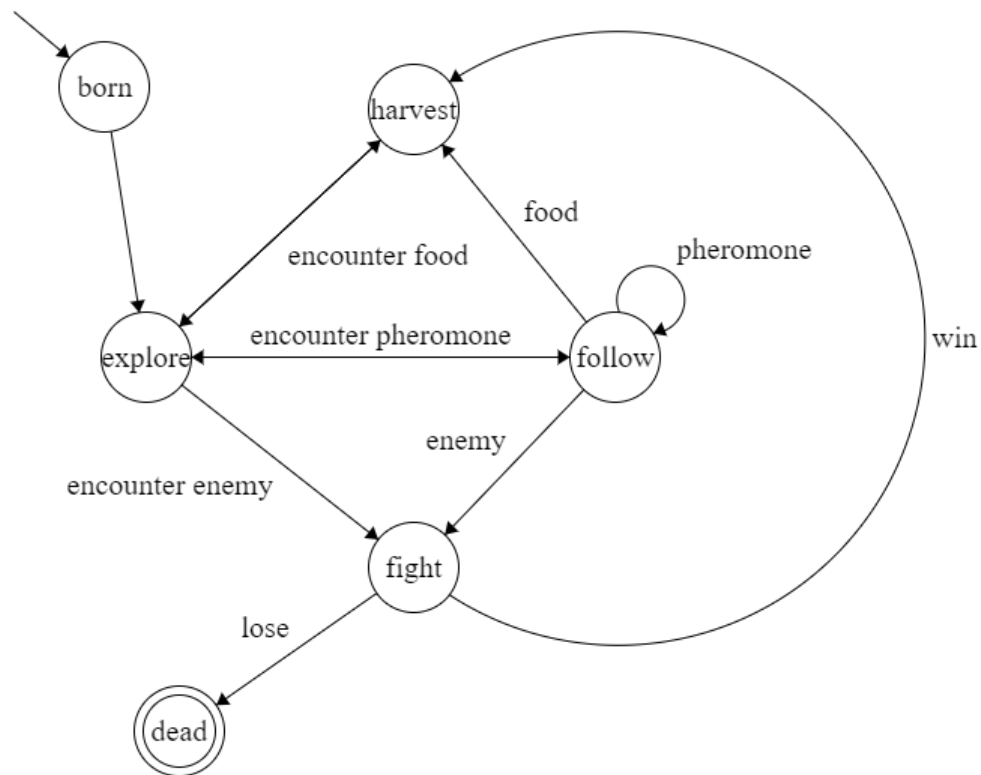 born
harvest
food
pheromone
encounter food
encounter pheromone
win
explore
follow
enemy
encounter enemy
fight
lose
dead